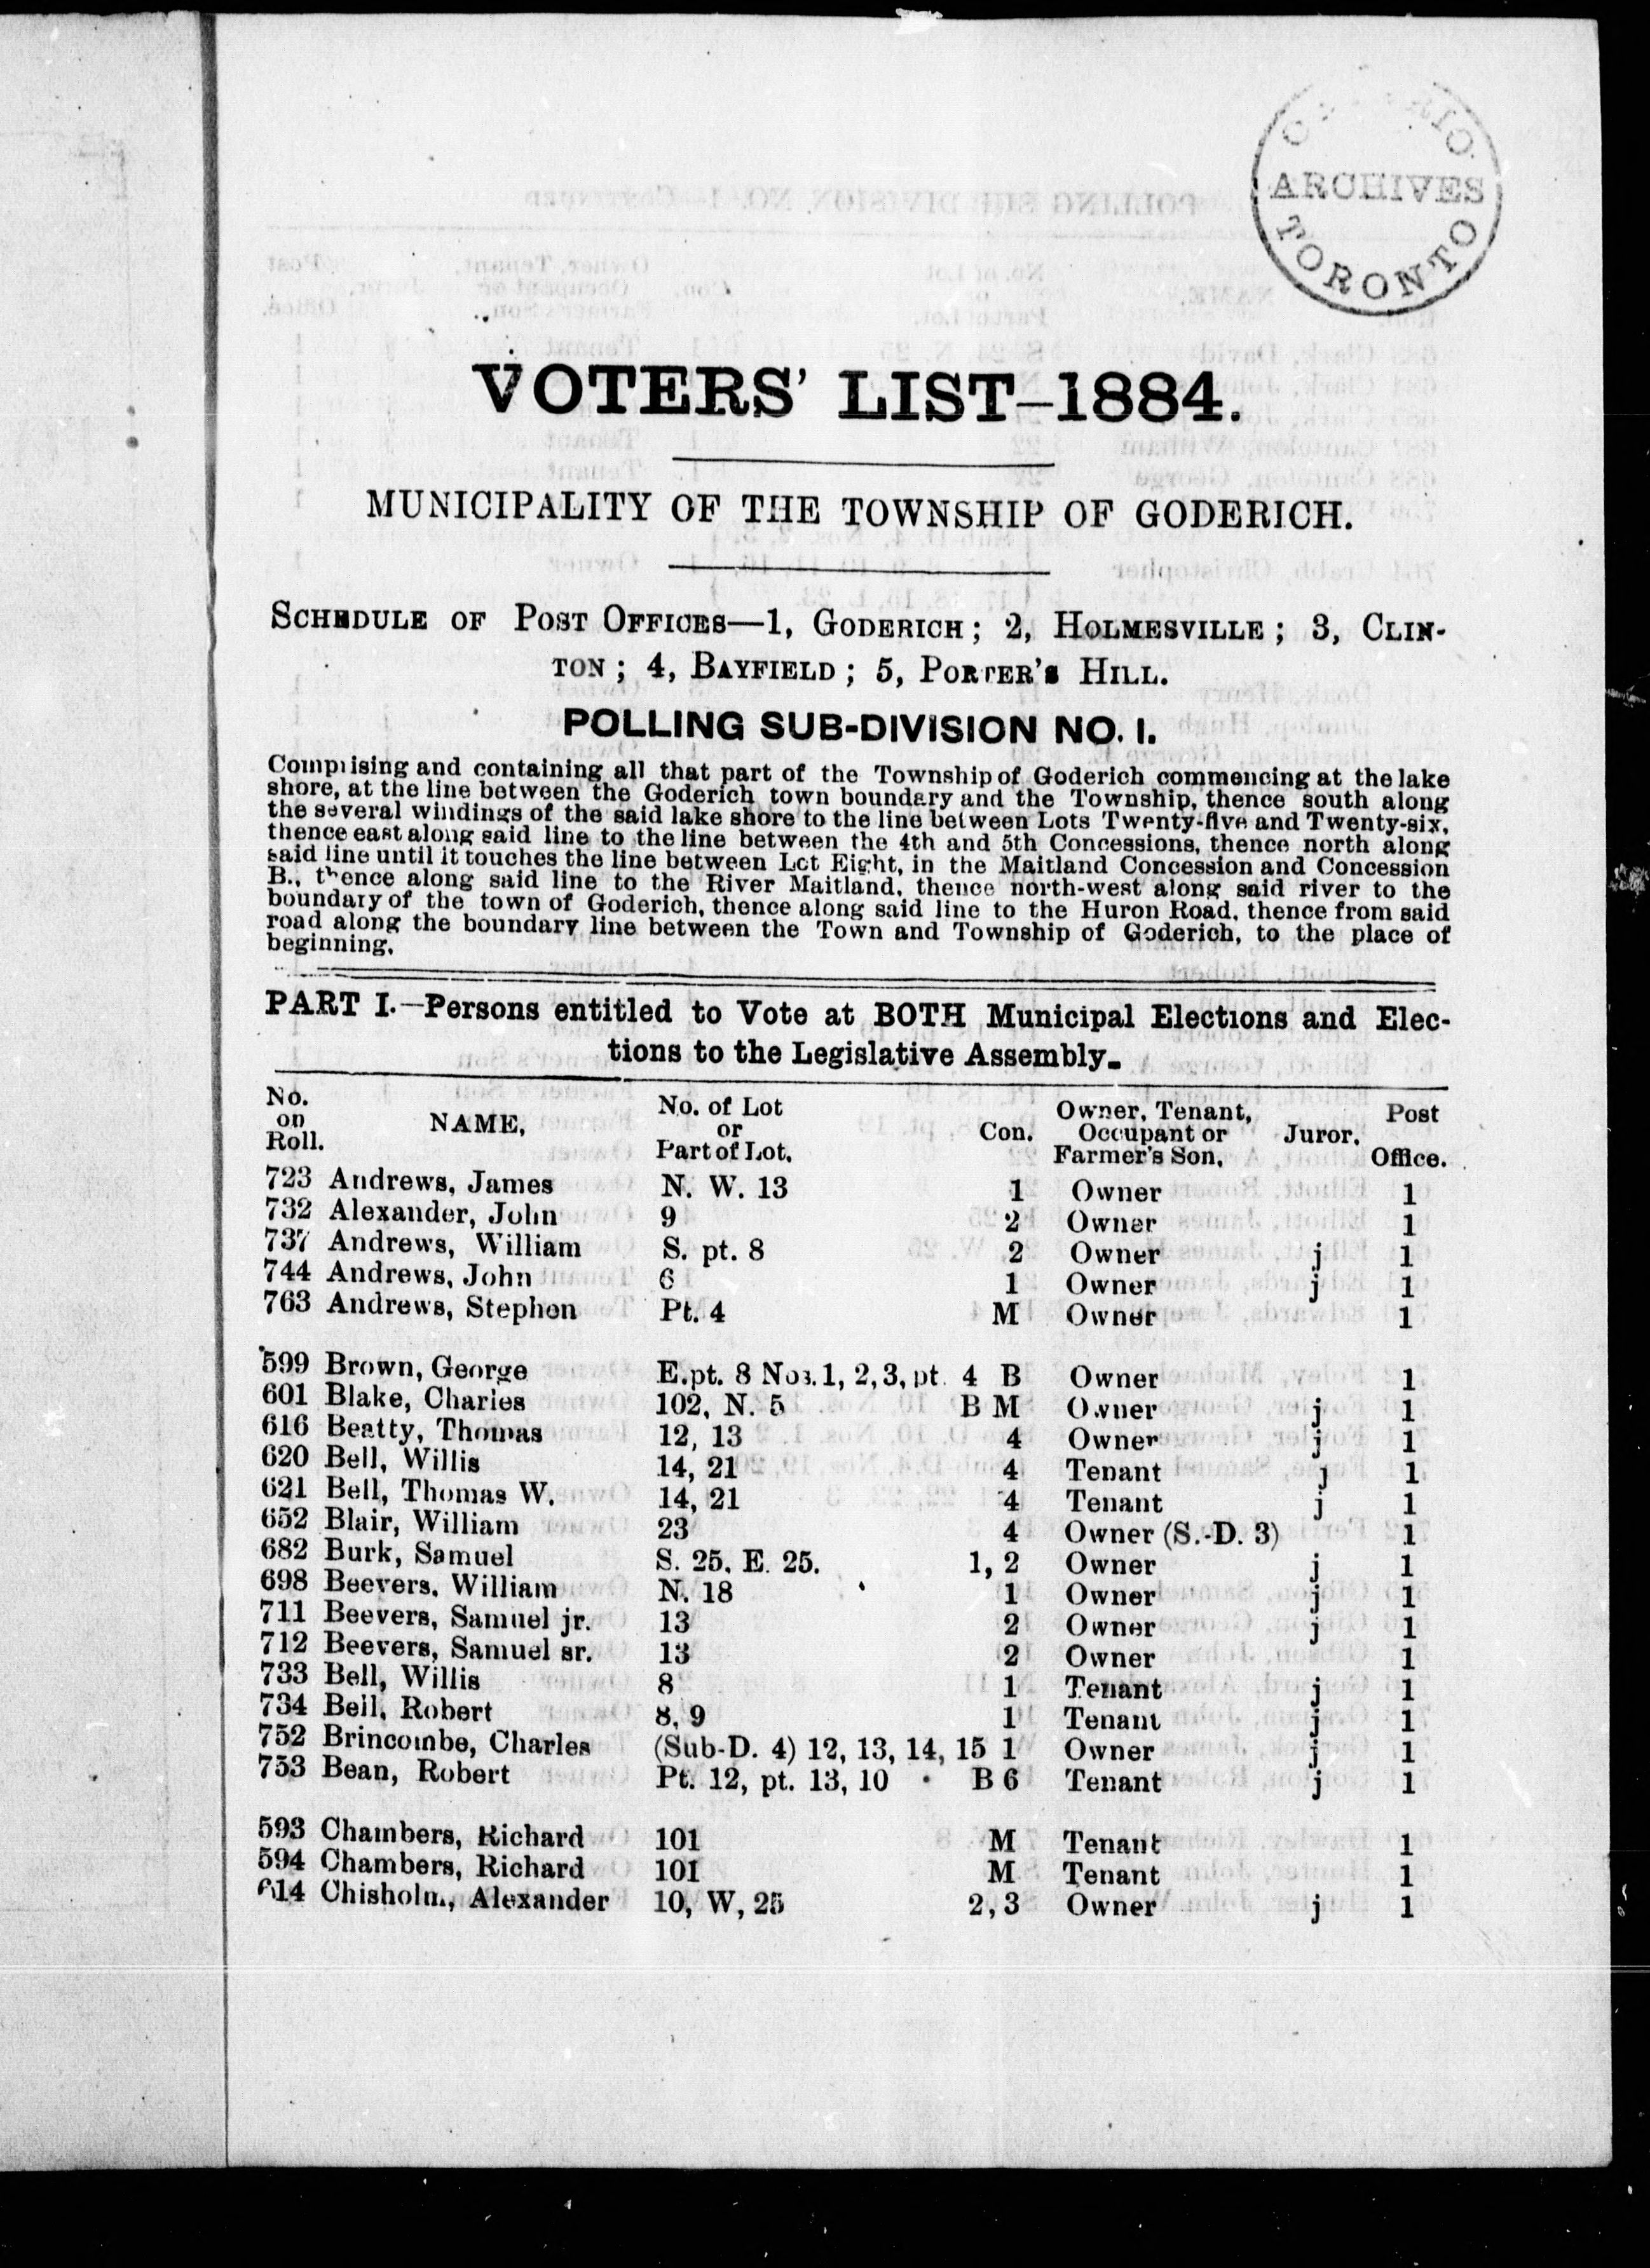 ARCHIVES
TORONTO
VOTERS' LIST–1884.
MUNICIPALITY OF THE TOWNSHIP OF GODERICH.
SCHEDULE OF POST OFFICES—1, GODERICH; 2, HOLMESVILLE; 3, CLIN-
TON; 4, BAYFIELD; 5, PORTER'S HILL.
POLLING SUB-DIVISION NO. I.
Comprising and containing all that part of the Township of Goderich commencing at the lake
shore, at the line between the Goderich town boundary and the Township, thence south along
the several windings of the said lake shore to the line between Lots Twenty-five and Twenty-six,
thence east along said line to the line between the 4th and 5th Concessions, thence north along
said line until it touches the line between Lot Eight, in the Maitland Concession and Concession
B., thence along said line to the River Maitland, thence north-west along said river to the
boundary of the town of Goderich, thence along said line to the Huron Road, thence from said
road along the boundary line between the Town and Township of Goderich, to the place of
beginning.
PART I.—Persons entitled to Vote at BOTH Municipal Elections and Elec-
tions to the Legislative Assembly.
No. on Roll. NAME, No. of Lot or Part of Lot. Con. Owner, Tenant, Occupant or Farmer's Son. Juror. Post Office.
723 Andrews, James N. W. 13 1 Owner 1
732 Alexander, John 9 2 Owner 1
737 Andrews, William S. pt. 8 2 Owner j 1
744 Andrews, John 6 1 Owner j 1
763 Andrews, Stephen Pt. 4 M Owner 1
599 Brown, George E. pt. 8 Nos. 1, 2, 3, pt. 4 B Owner 1
601 Blake, Charles 102, N. 5 B M Owner j 1
616 Beatty, Thomas 12, 13 4 Owner j 1
620 Bell, Willis 14, 21 4 Tenant j 1
621 Bell, Thomas W. 14, 21 4 Tenant j 1
652 Blair, William 23 4 Owner (S.-D. 3) 1
682 Burk, Samuel S. 25, E. 25. 1, 2 Owner j 1
698 Beevers, William N. 18 1 Owner j 1
711 Beevers, Samuel jr. 13 2 Owner j 1
712 Beevers, Samuel sr. 13 2 Owner 1
733 Bell, Willis 8 1 Tenant j 1
734 Bell, Robert 8, 9 1 Tenant j 1
752 Brincombe, Charles (Sub-D. 4) 12, 13, 14, 15 1 Owner j 1
753 Bean, Robert Pt. 12, pt. 13, 10 B 6 Tenant j 1
593 Chambers, Richard 101 M Tenant 1
594 Chambers, Richard 101 M Tenant 1
614 Chisholm, Alexander 10, W, 25 2, 3 Owner j 1